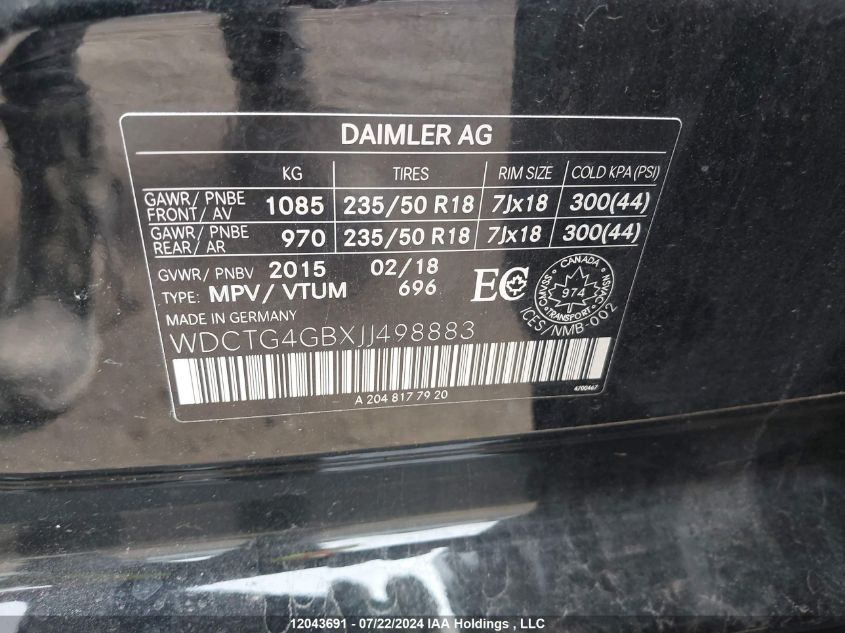 DAIMLER AG
KG TIRES RIM SIZE COLD KPA (PSI)
GAWR/ PNBE FRONT/ AV 1085 235/50 R18 7Jx18 300(44)
GAWR/ PNBE REAR/ AR 970 235/50 R18 7Jx18 300(44)
GVWR/ PNBV 2015 02/18
TYPE: MPV/ VTUM 696 EC
CANADA
CMVSS 974 NSVAC
TRANSPORT
ICES/NMB-002
MADE IN GERMANY
WDCTG4GBXJJ498883
A 204 817 79 20 4700467
12043691 - 07/22/2024 IAA Holdings , LLC